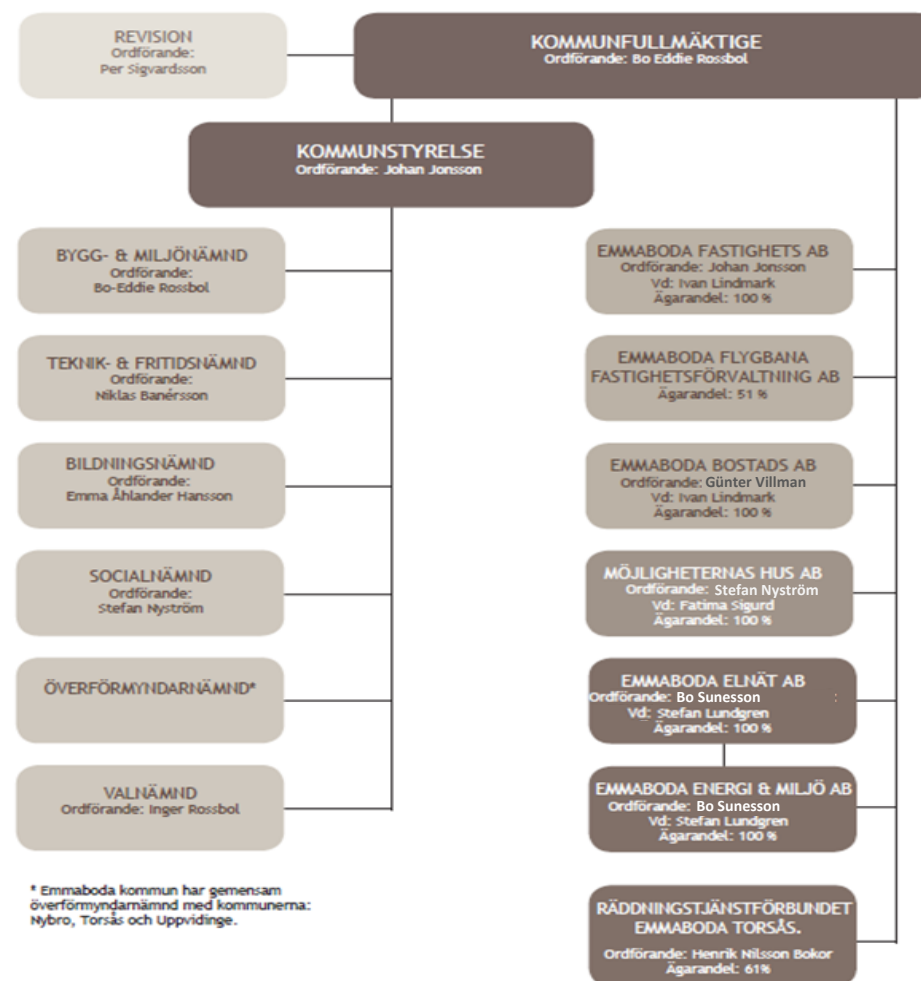 REVISION
Ordförande:
Per Sigvardsson
KOMMUNFULLMÄKTIGE
Ordförande: Bo Eddie Rossbol
KOMMUNSTYRELSE
Ordförande: Johan Jonsson
BYGG- & MILJÖNÄMND
Ordförande:
Bo-Eddie Rossbol
TEKNIK- & FRITIDSNÄMND
Ordförande:
Niklas Banérsson
BILDNINGSNÄMND
Ordförande:
Emma Åhlander Hansson
SOCIALNÄMND
Ordförande:
Stefan Nyström
ÖVERFÖRMYNDARNÄMND*
VALNÄMND
Ordförande: Inger Rossbol
* Emmaboda kommun har gemensam
överförmyndarnämnd med kommunerna:
Nybro, Torsås och Uppvidinge.
EMMABODA FASTIGHETS AB
Ordförande: Johan Jonsson
Vd: Ivan Lindmark
Ägarandel: 100 %
EMMABODA FLYGBANA
FASTIGHETSFÖRVALTNING AB
Ägarandel: 51 %
EMMABODA BOSTADS AB
Ordförande: Günter Villman
Vd: Ivan Lindmark
Ägarandel: 100 %
MÖJLIGHETERNAS HUS AB
Ordförande: Stefan Nyström
Vd: Fatima Sigurd
Ägarandel: 100 %
EMMABODA ELNÄT AB
Ordförande: Bo Sunesson :
Vd: Stefan Lundgren
Ägarandel: 100 %
EMMABODA ENERGI & MILJÖ AB
Ordförande: Bo Sunesson
Vd: Stefan Lundgren
Ägarandel: 100 %
RÄDDNINGSTJÄNSTFÖRBUNDET
EMMABODA TORSÅS.
Ordförande: Henrik Nilsson Bokor
Ägarandel: 61%